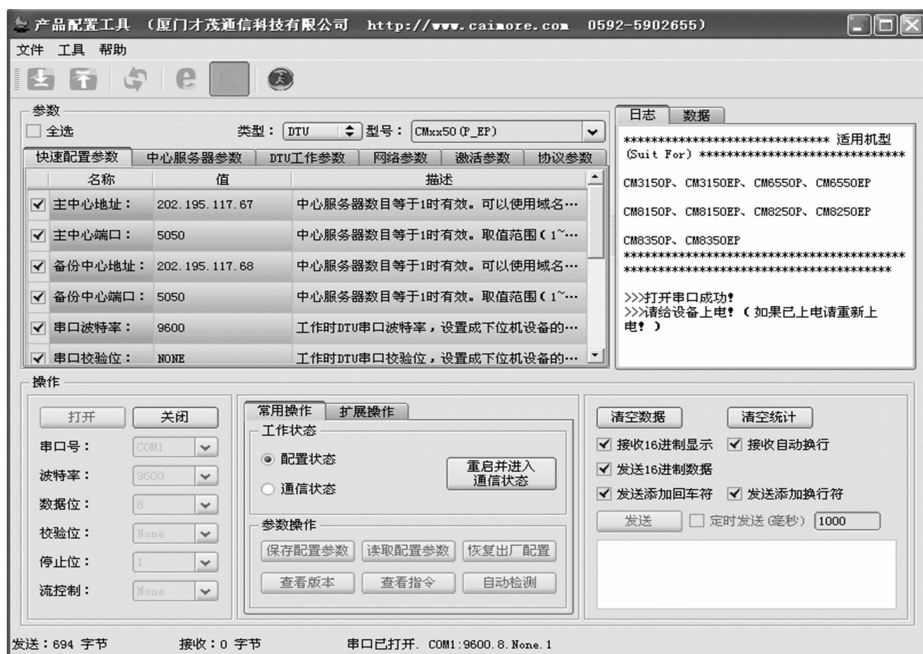 产品配置工具 (厦门才茂通信科技有限公司 http://www.caimore.com 0592-5902655)
文件 工具 帮助
参数
全选 类型: DTU 型号: CMxx50(P_EP)
快速配置参数 中心服务器参数 DTU工作参数 网络参数 激活参数 协议参数
名称 值 描述
主中心地址: 202.195.117.67 中心服务器数目等于1时有效。可以使用域名…
主中心端口: 5050 中心服务器数目等于1时有效。取值范围(1~…
备份中心地址: 202.195.117.68 中心服务器数目等于1时有效。可以使用域名…
备份中心端口: 5050 中心服务器数目等于1时有效。取值范围(1~…
串口波特率: 9600 工作时DTU串口波特率,设置成下位机设备的…
串口校验位: NONE 工作时DTU串口校验位,设置成下位机设备的…
日志 数据
****************************** 适用机型
(Suit For) ******************************
CM3150P、CM3150EP、CM6550P、CM6550EP
CM8150P、CM8150EP、CM8250P、CM8250EP
CM8350P、CM8350EP
*****************************************
***************************************
>>>打开串口成功!
>>>请给设备上电!(如果已上电请重新上
电!)
操作
打开 关闭
串口号: COM1
波特率: 9600
数据位: 8
校验位: None
停止位: 1
流控制: None
常用操作 扩展操作
工作状态
配置状态
通信状态
重启并进入
通信状态
参数操作
保存配置参数 读取配置参数 恢复出厂配置
查看版本 查看指令 自动检测
清空数据 清空统计
接收16进制显示 接收自动换行
发送16进制数据
发送添加回车符 发送添加换行符
发送 定时发送(毫秒) 1000
发送:694 字节 接收:0 字节 串口已打开. COM1:9600.8.None.1